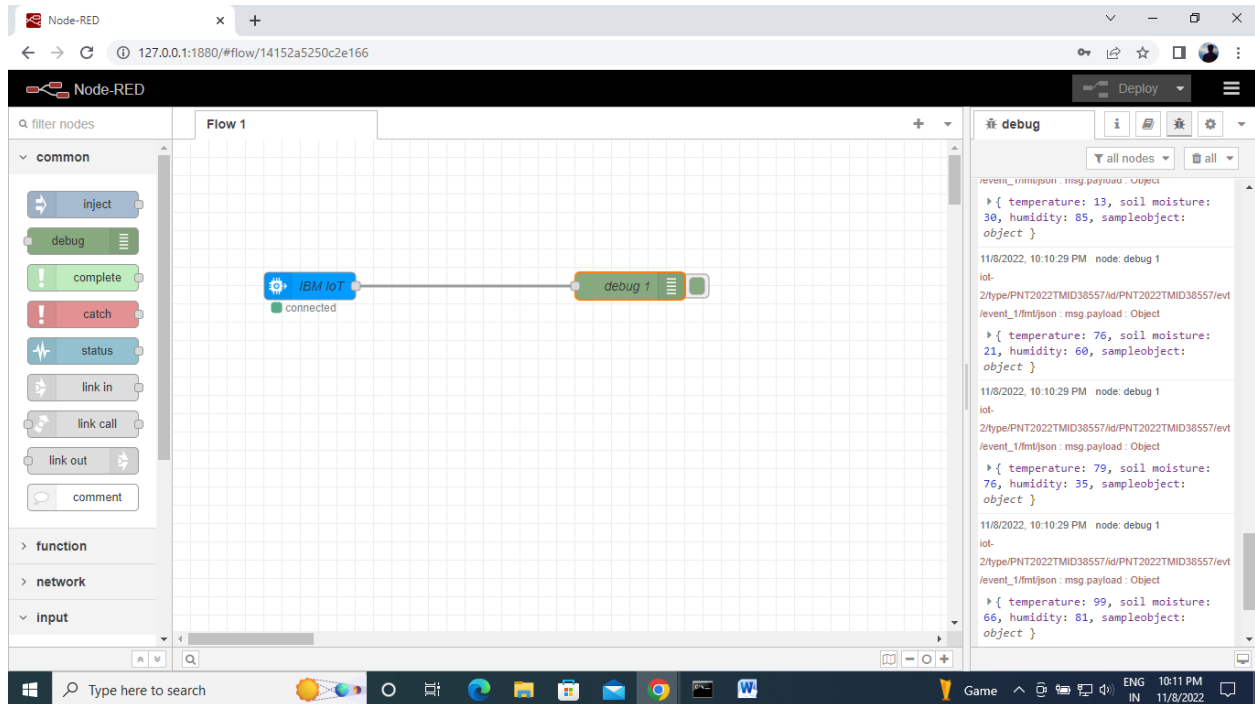 Node-RED
127.0.0.1:1880/#flow/14152a5250c2e166
Node-RED
Deploy
filter nodes
common
inject
debug
complete
catch
status
link in
link call
link out
comment
function
network
input
Flow 1
IBM IoT
connected
debug 1
debug
i
all nodes
all
/event_1/fmt/json : msg.payload : Object
{ temperature: 13, soil moisture:
30, humidity: 85, sampleobject:
object }
11/8/2022, 10:10:29 PM node: debug 1
iot-
2/type/PNT2022TMID38557/id/PNT2022TMID38557/evt
/event_1/fmt/json : msg.payload : Object
{ temperature: 76, soil moisture:
21, humidity: 60, sampleobject:
object }
11/8/2022, 10:10:29 PM node: debug 1
iot-
2/type/PNT2022TMID38557/id/PNT2022TMID38557/evt
/event_1/fmt/json : msg.payload : Object
{ temperature: 79, soil moisture:
76, humidity: 35, sampleobject:
object }
11/8/2022, 10:10:29 PM node: debug 1
iot-
2/type/PNT2022TMID38557/id/PNT2022TMID38557/evt
/event_1/fmt/json : msg.payload : Object
{ temperature: 99, soil moisture:
66, humidity: 81, sampleobject:
object }
Type here to search
Game
ENG
IN
10:11 PM
11/8/2022